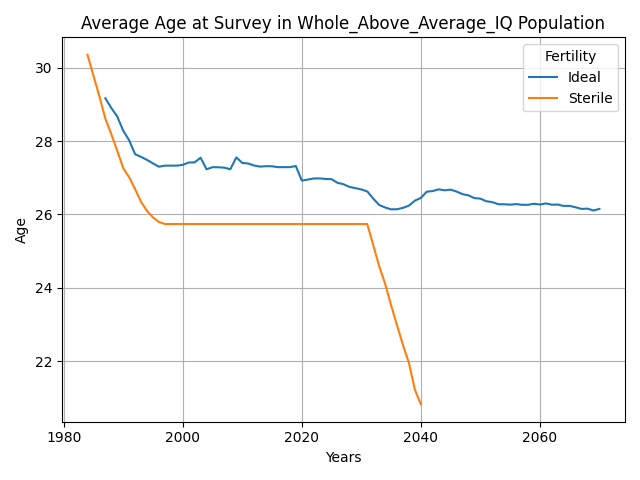 Average Age at Survey in Whole_Above_Average_IQ Population
Fertility
Ideal
Sterile
30
28
26
24
22
Age
1980
2000
2020
2040
2060
Years